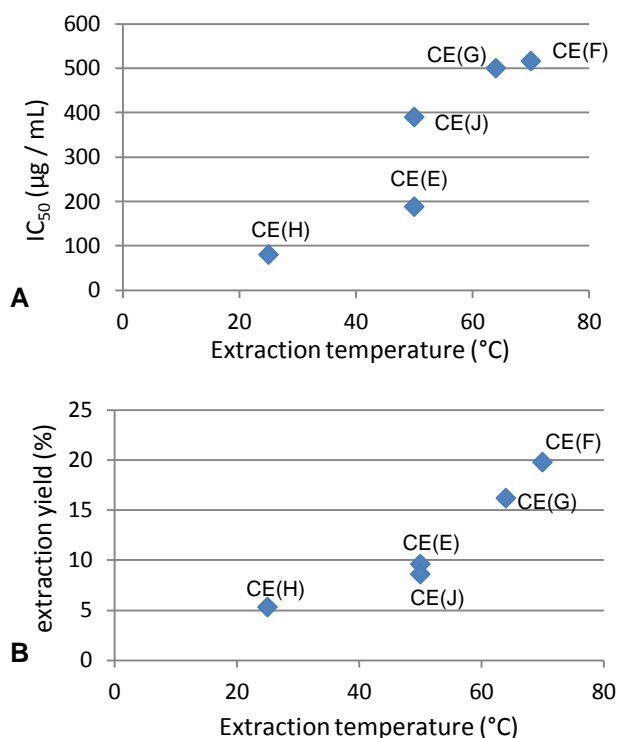 600
500
400
300
200
100
0
IC₅₀ (µg / mL)
CE(G)
CE(F)
CE(J)
CE(E)
CE(H)
0 20 40 60 80
Extraction temperature (°C)
A
25
20
15
10
5
0
extraction yield (%)
CE(F)
CE(G)
CE(E)
CE(J)
CE(H)
0 20 40 60 80
Extraction temperature (°C)
B